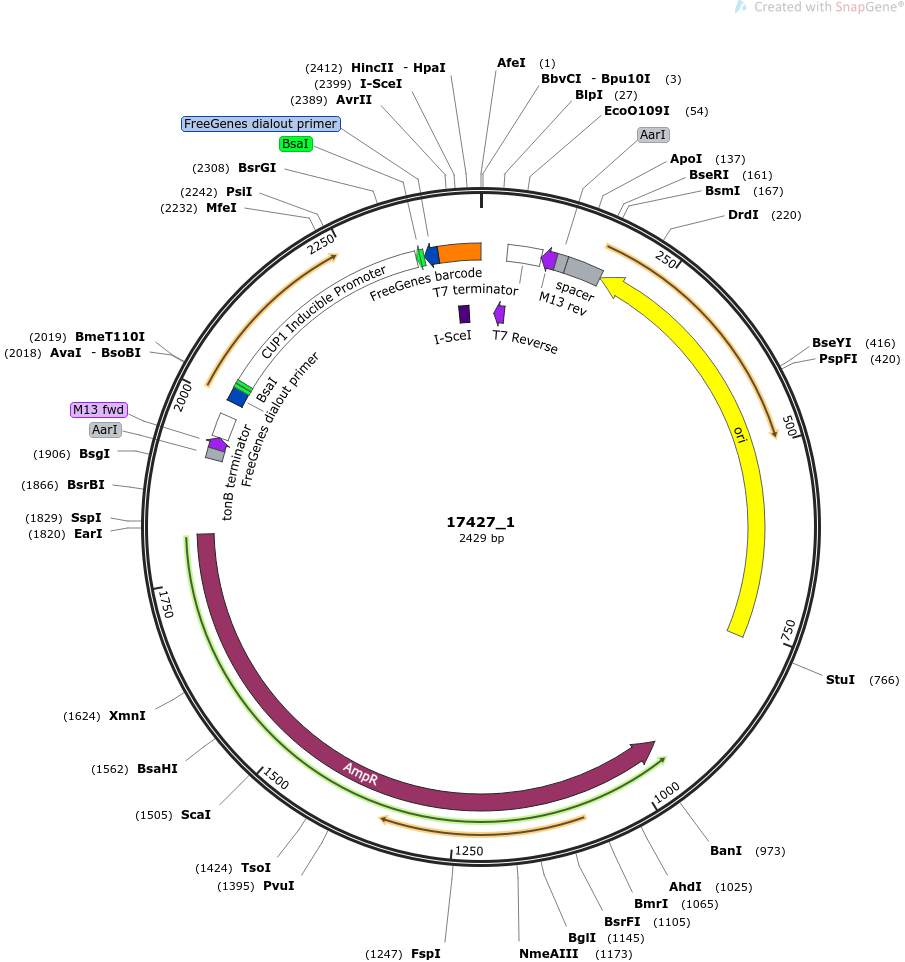 Created with SnapGene®
(2412) HincII - HpaI
(2399) I-SceI
(2389) AvrII
FreeGenes dialout primer
BsaI
(2308) BsrGI
(2242) PsiI
(2232) MfeI
AfeI (1)
BbvCI - Bpu10I (3)
BlpI (27)
EcoO109I (54)
AarI
ApoI (137)
BseRI (161)
BsmI (167)
DrdI (220)
2250
250
CUP1 Inducible Promoter
FreeGenes barcode
T7 terminator
M13 rev
spacer
I-SceI
T7 Reverse
(2019) BmeT110I
(2018) AvaI - BsoBI
BseYI (416)
PspFI (420)
2000
BsaI
FreeGenes dialout primer
tonB terminator
M13 fwd
AarI
(1906) BsgI
(1866) BsrBI
(1829) SspI
(1820) EarI
500
ori
17427_1
2429 bp
1750
750
StuI (766)
(1624) XmnI
(1562) BsaHI
(1505) ScaI
1500
AmpR
1000
(1424) TsoI
(1395) PvuI
1250
BanI (973)
AhdI (1025)
BmrI (1065)
BsrFI (1105)
BglI (1145)
(1247) FspI
NmeAIII (1173)